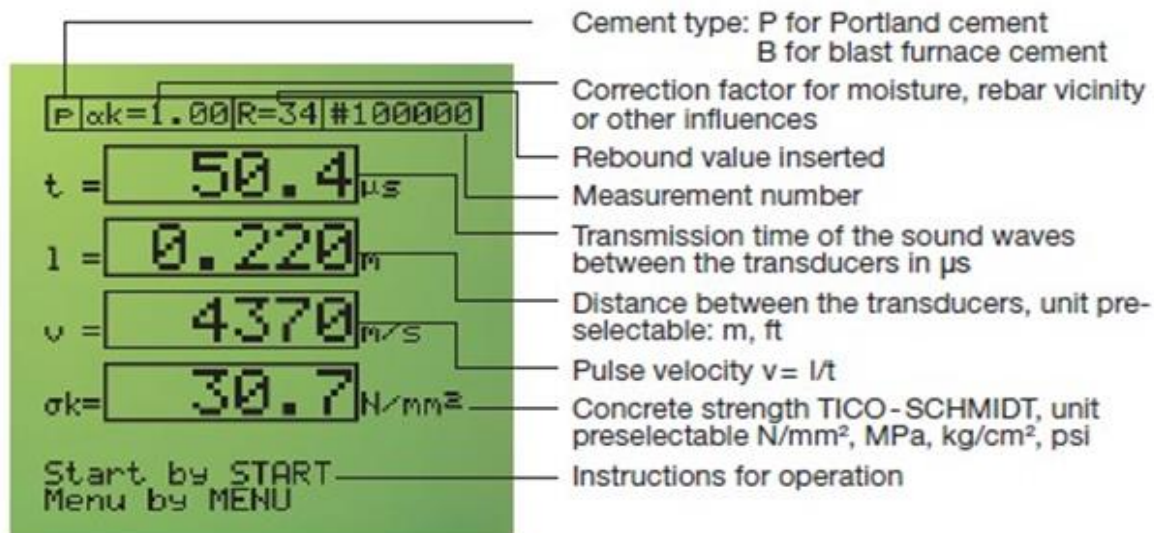 Cement type: P for Portland cement
B for blast furnace cement
Correction factor for moisture, rebar vicinity
or other influences
Rebound value inserted
Measurement number
Transmission time of the sound waves
between the transducers in µs
Distance between the transducers, unit pre-
selectable: m, ft
Pulse velocity v= l/t
Concrete strength TICO-SCHMIDT, unit
preselectable N/mm², MPa, kg/cm², psi
Instructions for operation
P αk=1.00 R=34 #100000
t = 50.4 µs
l = 0.220 m
v = 4370 m/s
σk= 30.7 N/mm²
Start by START
Menu by MENU